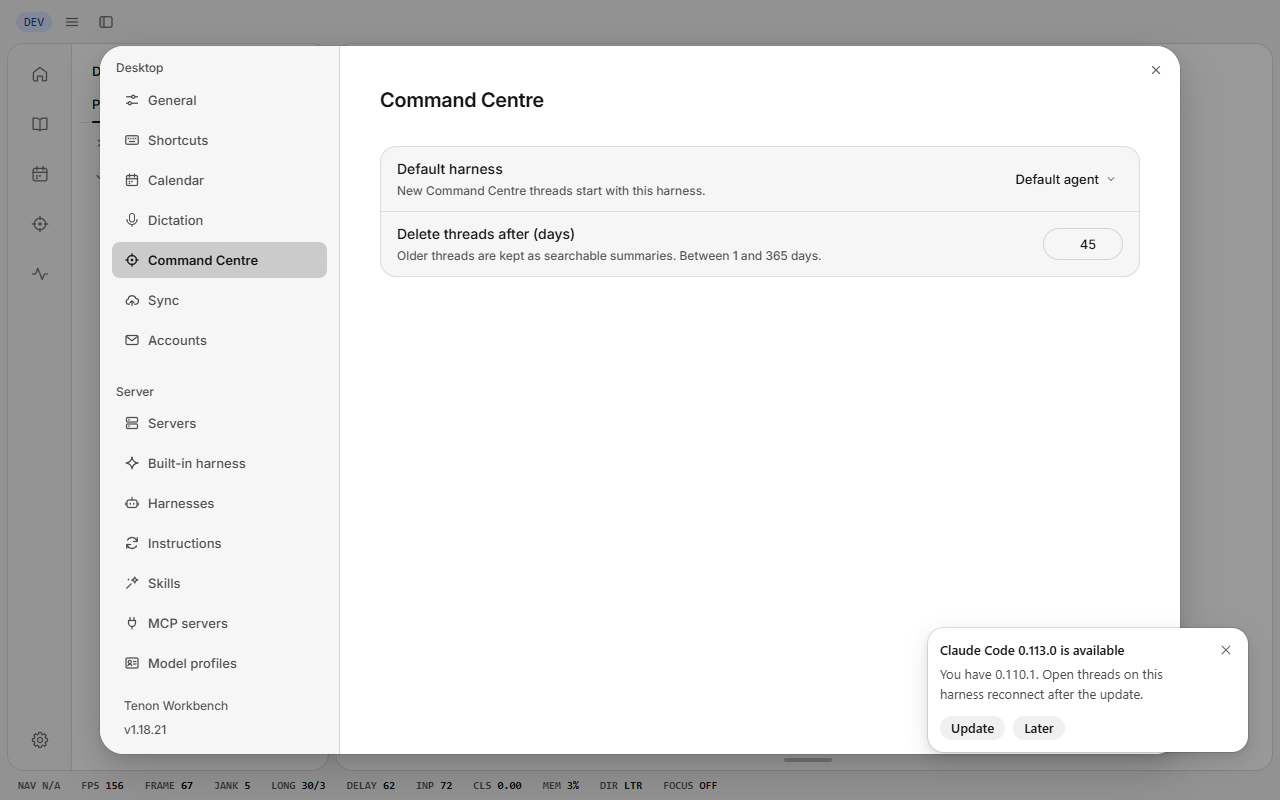 DEV
Desktop
General
Shortcuts
Calendar
Dictation
Command Centre
Sync
Accounts
Server
Servers
Built-in harness
Harnesses
Instructions
Skills
MCP servers
Model profiles
Tenon Workbench
v1.18.21
Command Centre
Default harness
New Command Centre threads start with this harness.
Default agent
Delete threads after (days)
Older threads are kept as searchable summaries. Between 1 and 365 days.
45
Claude Code 0.113.0 is available
You have 0.110.1. Open threads on this
harness reconnect after the update.
Update
Later
NAV N/A FPS 156 FRAME 67 JANK 5 LONG 30/3 DELAY 62 INP 72 CLS 0.00 MEM 3% DIR LTR FOCUS OFF